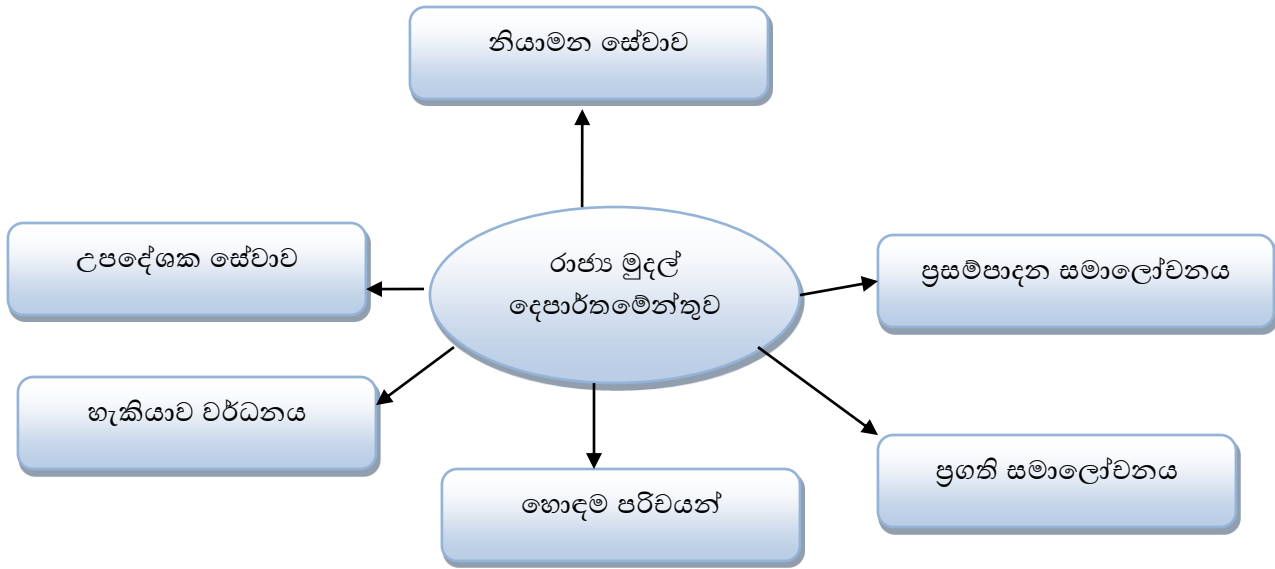 නියාමන සේවාව
උපදේශක සේවාව
රාජ්‍ය මුදල්
දෙපාර්තමේන්තුව
ප්‍රසම්පාදන සමාලෝචනය
හැකියාව වර්ධනය
හොඳම පරිචයන්
ප්‍රගති සමාලෝචනය